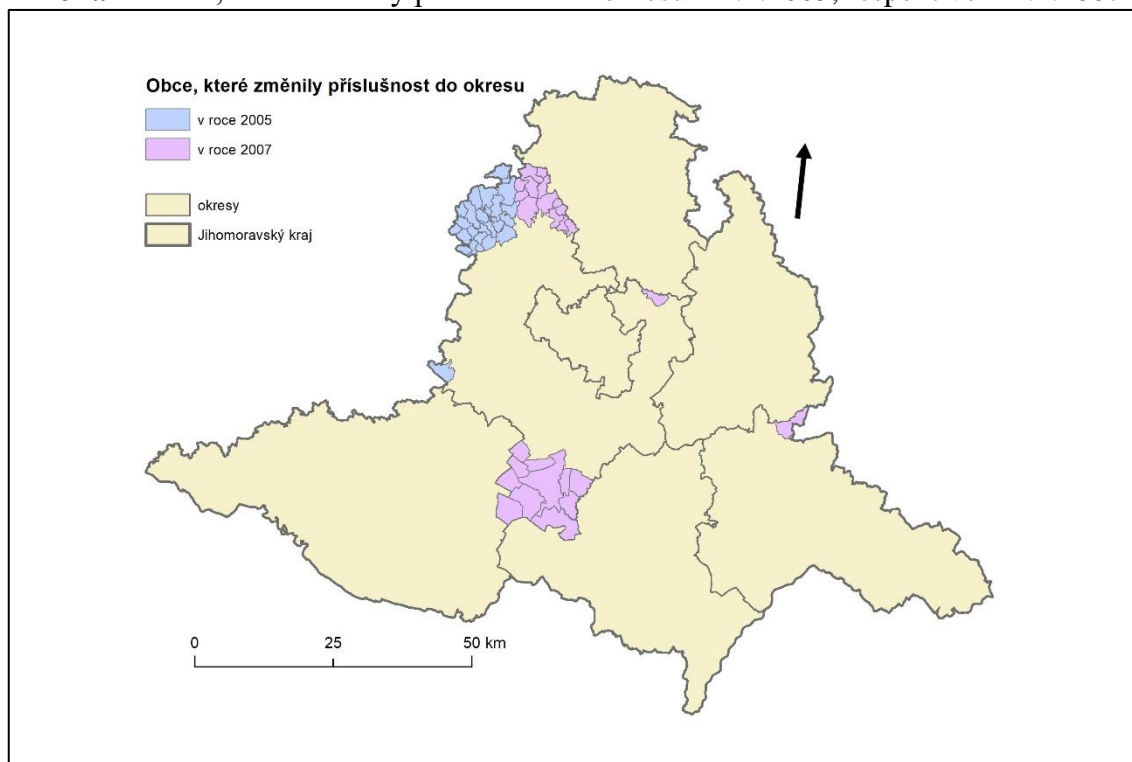 Obce, které změnily příslušnost do okresu
v roce 2005
v roce 2007
okresy
Jihomoravský kraj
0
25
50 km